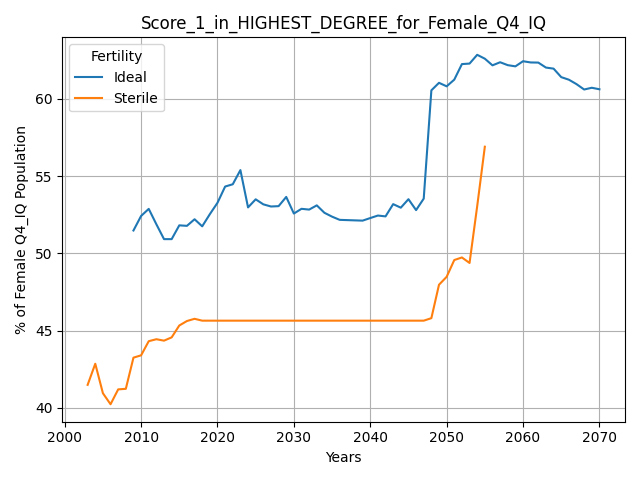 Score_1_in_HIGHEST_DEGREE_for_Female_Q4_IQ
Fertility
Ideal
Sterile
% of Female Q4_IQ Population
60
55
50
45
40
2000
2010
2020
2030
2040
2050
2060
2070
Years